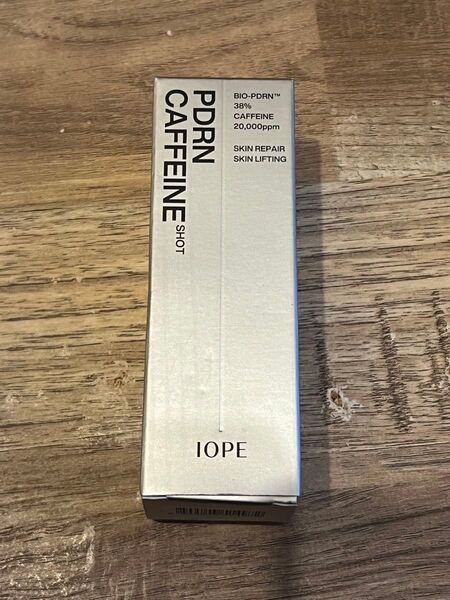 PDRN
CAFFEINE SHOT
BIO-PDRN™
38%
CAFFEINE
20,000ppm
SKIN REPAIR
SKIN LIFTING
IOPE